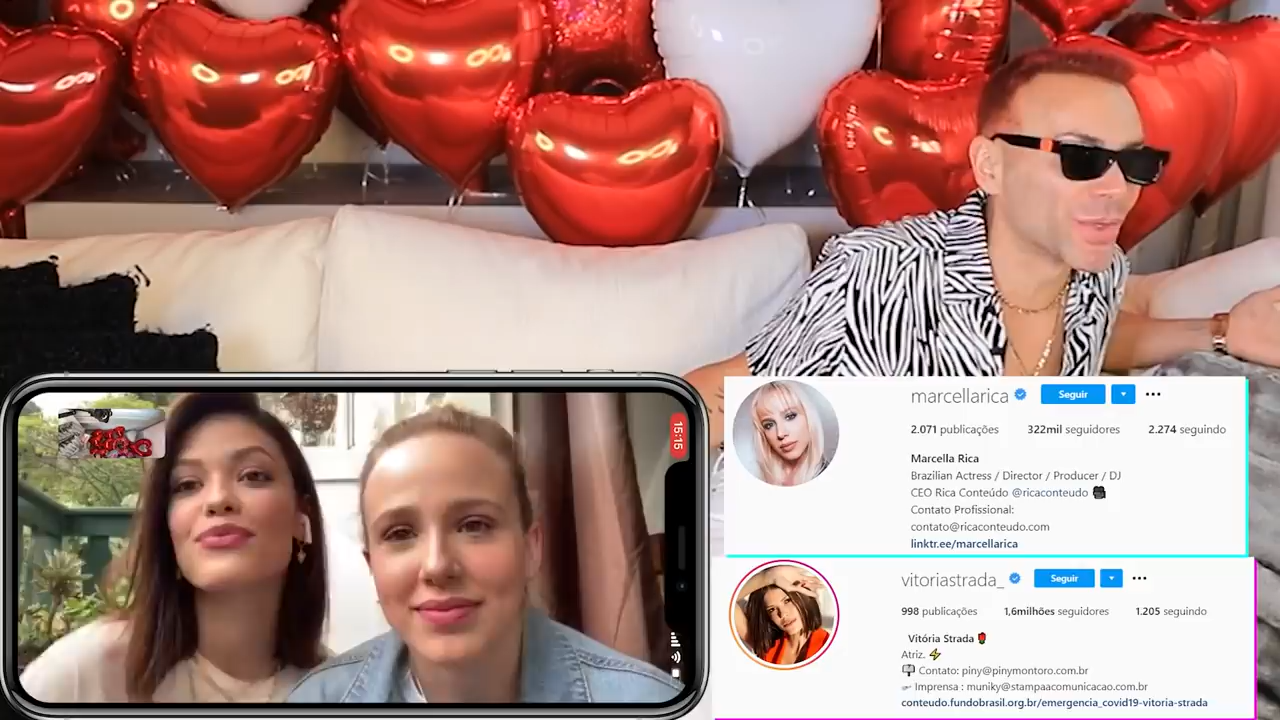 15:15
marcellarica Seguir
2.071 publicações 322mil seguidores 2.274 seguindo
Marcella Rica
Brazilian Actress / Director / Producer / DJ
CEO Rica Conteúdo @ricaconteudo
Contato Profissional:
contato@ricaconteudo.com
linktr.ee/marcellarica
vitoriastrada_ Seguir
998 publicações 1,6milhões seguidores 1.205 seguindo
Vitória Strada
Atriz.
Contato: piny@pinymontoro.com.br
Imprensa : muniky@stampaacomunicacao.com.br
conteudo.fundobrasil.org.br/emergencia_covid19-vitoria-strada